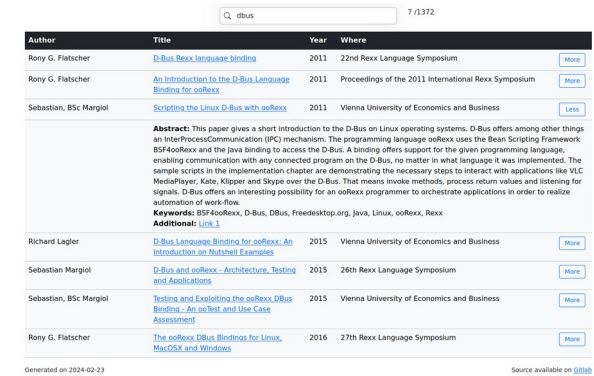 dbus
7 /1372
Author Title Year Where
Rony G. Flatscher D-Bus Rexx language binding 2011 22nd Rexx Language Symposium More
Rony G. Flatscher An Introduction to the D-Bus Language 2011 Proceedings of the 2011 International Rexx Symposium More
Binding for ooRexx
Sebastian, BSc Margiol Scripting the Linux D-Bus with ooRexx 2011 Vienna University of Economics and Business Less
Abstract: This paper gives a short introduction to the D-Bus on Linux operating systems. D-Bus offers among other things
an InterProcessCommunication (IPC) mechanism. The programming language ooRexx uses the Bean Scripting Framework
BSF4ooRexx and the Java binding to access the D-Bus. A binding offers support for the given programming language,
enabling communication with any connected program on the D-Bus, no matter in what language it was implemented. The
sample scripts in the implementation chapter are demonstrating the necessary steps to interact with applications like VLC
MediaPlayer, Kate, Klipper and Skype over the D-Bus. That means invoke methods, process return values and listening for
signals. D-Bus offers an interesting possibility for an ooRexx programmer to orchestrate applications in order to realize
automation of work-flow.
Keywords: BSF4ooRexx, D-Bus, DBus, Freedesktop.org, Java, Linux, ooRexx, Rexx
Additional: Link 1
Richard Lagler D-Bus Language Binding for ooRexx: An 2015 Vienna University of Economics and Business More
Introduction on Nutshell Examples
Sebastian Margiol D-Bus and ooRexx - Architecture, Testing 2015 26th Rexx Language Symposium More
and Applications
Sebastian, BSc Margiol Testing and Exploiting the ooRexx DBus 2015 Vienna University of Economics and Business More
Binding - An ooTest and Use Case
Assessment
Rony G. Flatscher The ooRexx DBus Bindings for Linux, 2016 27th Rexx Language Symposium More
MacOSX and Windows
Generated on 2024-02-23 Source available on Gitlab